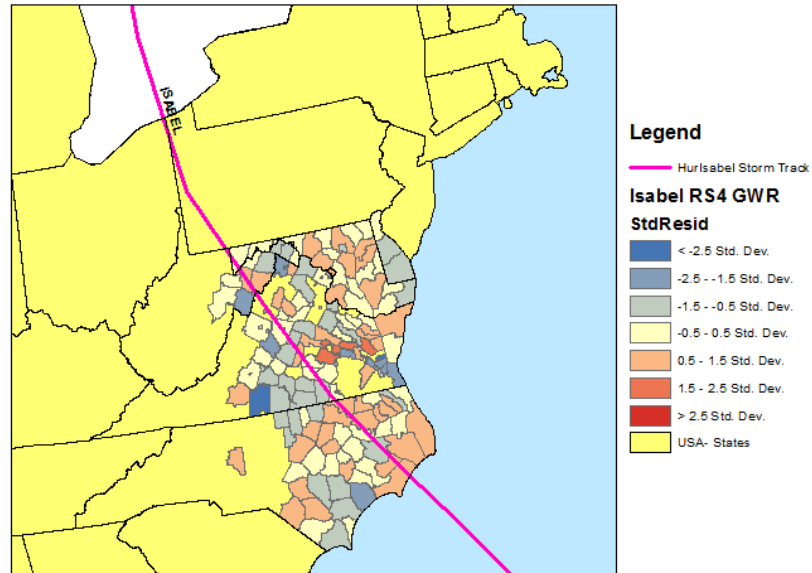 ISABEL
Legend
HurIsabel Storm Track
Isabel RS4 GWR
StdResid
< -2.5 Std. Dev.
-2.5 - -1.5 Std. Dev.
-1.5 - -0.5 Std. Dev.
-0.5 - 0.5 Std. Dev.
0.5 - 1.5 Std. Dev.
1.5 - 2.5 Std. Dev.
> 2.5 Std. Dev.
USA- States